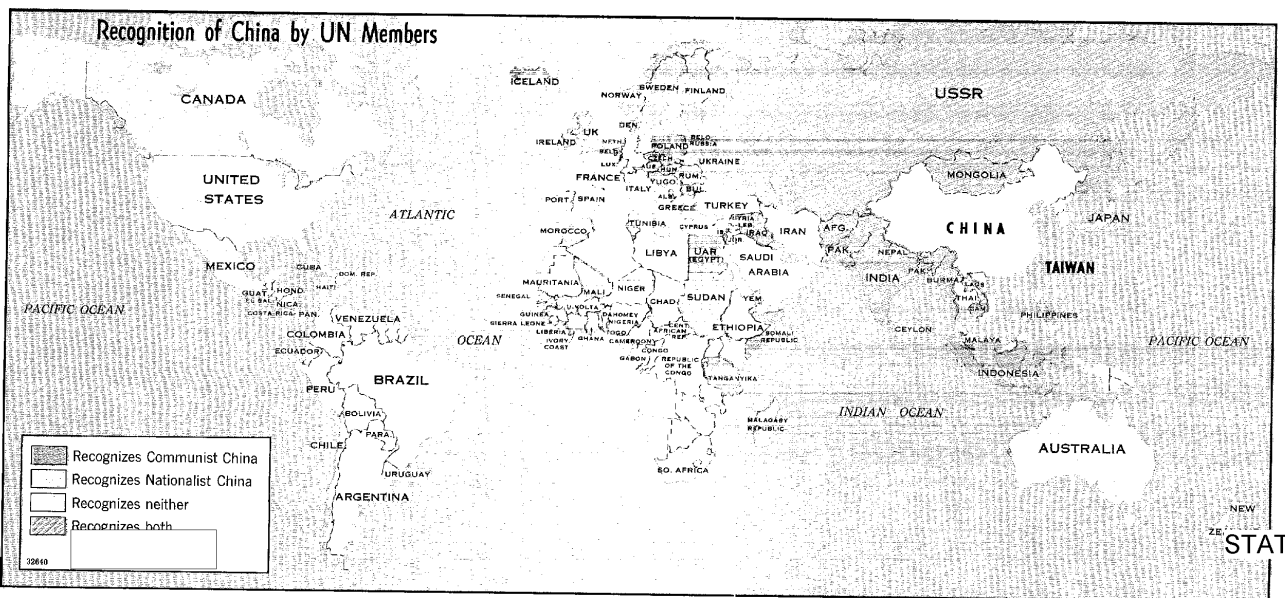 Recognition of China by UN Members
ICELAND
CANADA
NORWAY
SWEDEN
FINLAND
USSR
UK
DEN.
IRELAND
NETH.
POLAND
BELO RUSSIA
LUX.
CZECH
UKRAINE
FRANCE
RUM.
ITALY
YUGO.
BUL.
ALB.
MONGOLIA
UNITED STATES
PORT.
SPAIN
GREECE
TURKEY
ATLANTIC
CYPRUS
SYRIA
LEB.
IRAQ
IRAN
AFG.
CHINA
JAPAN
MOROCCO
TUNISIA
LIBYA
UAR (EGYPT)
SAUDI ARABIA
PAK.
NEPAL
INDIA
PAK.
BURMA
LAOS
TAIWAN
MEXICO
CUBA
DOM. REP.
HAITI
GUAT.
HOND.
EL SAL.
NICA.
COSTA RICA
PAN.
MAURITANIA
MALI
NIGER
CHAD
SUDAN
YEM.
THAI.
CAM.
PHILIPPINES
PACIFIC OCEAN
SENEGAL
VOLTA
GUINEA
DAHOMEY
SIERRA LEONE
NIGERIA
LIBERIA
TOGO
IVORY COAST
GHANA
CAMEROON
CENT. AFRICAN REP.
ETHIOPIA
SOMALI REPUBLIC
CEYLON
VENEZUELA
COLOMBIA
OCEAN
CONGO
GABON
REPUBLIC OF THE CONGO
MALAYA
PACIFIC OCEAN
ECUADOR
INDONESIA
BRAZIL
PERU
TANGANYIKA
INDIAN OCEAN
BOLIVIA
MALAGASY REPUBLIC
PARA.
CHILE
AUSTRALIA
URUGUAY
SO. AFRICA
ARGENTINA
Recognizes Communist China
Recognizes Nationalist China
Recognizes neither
Recognizes both
32640
NEW
ZE
STAT